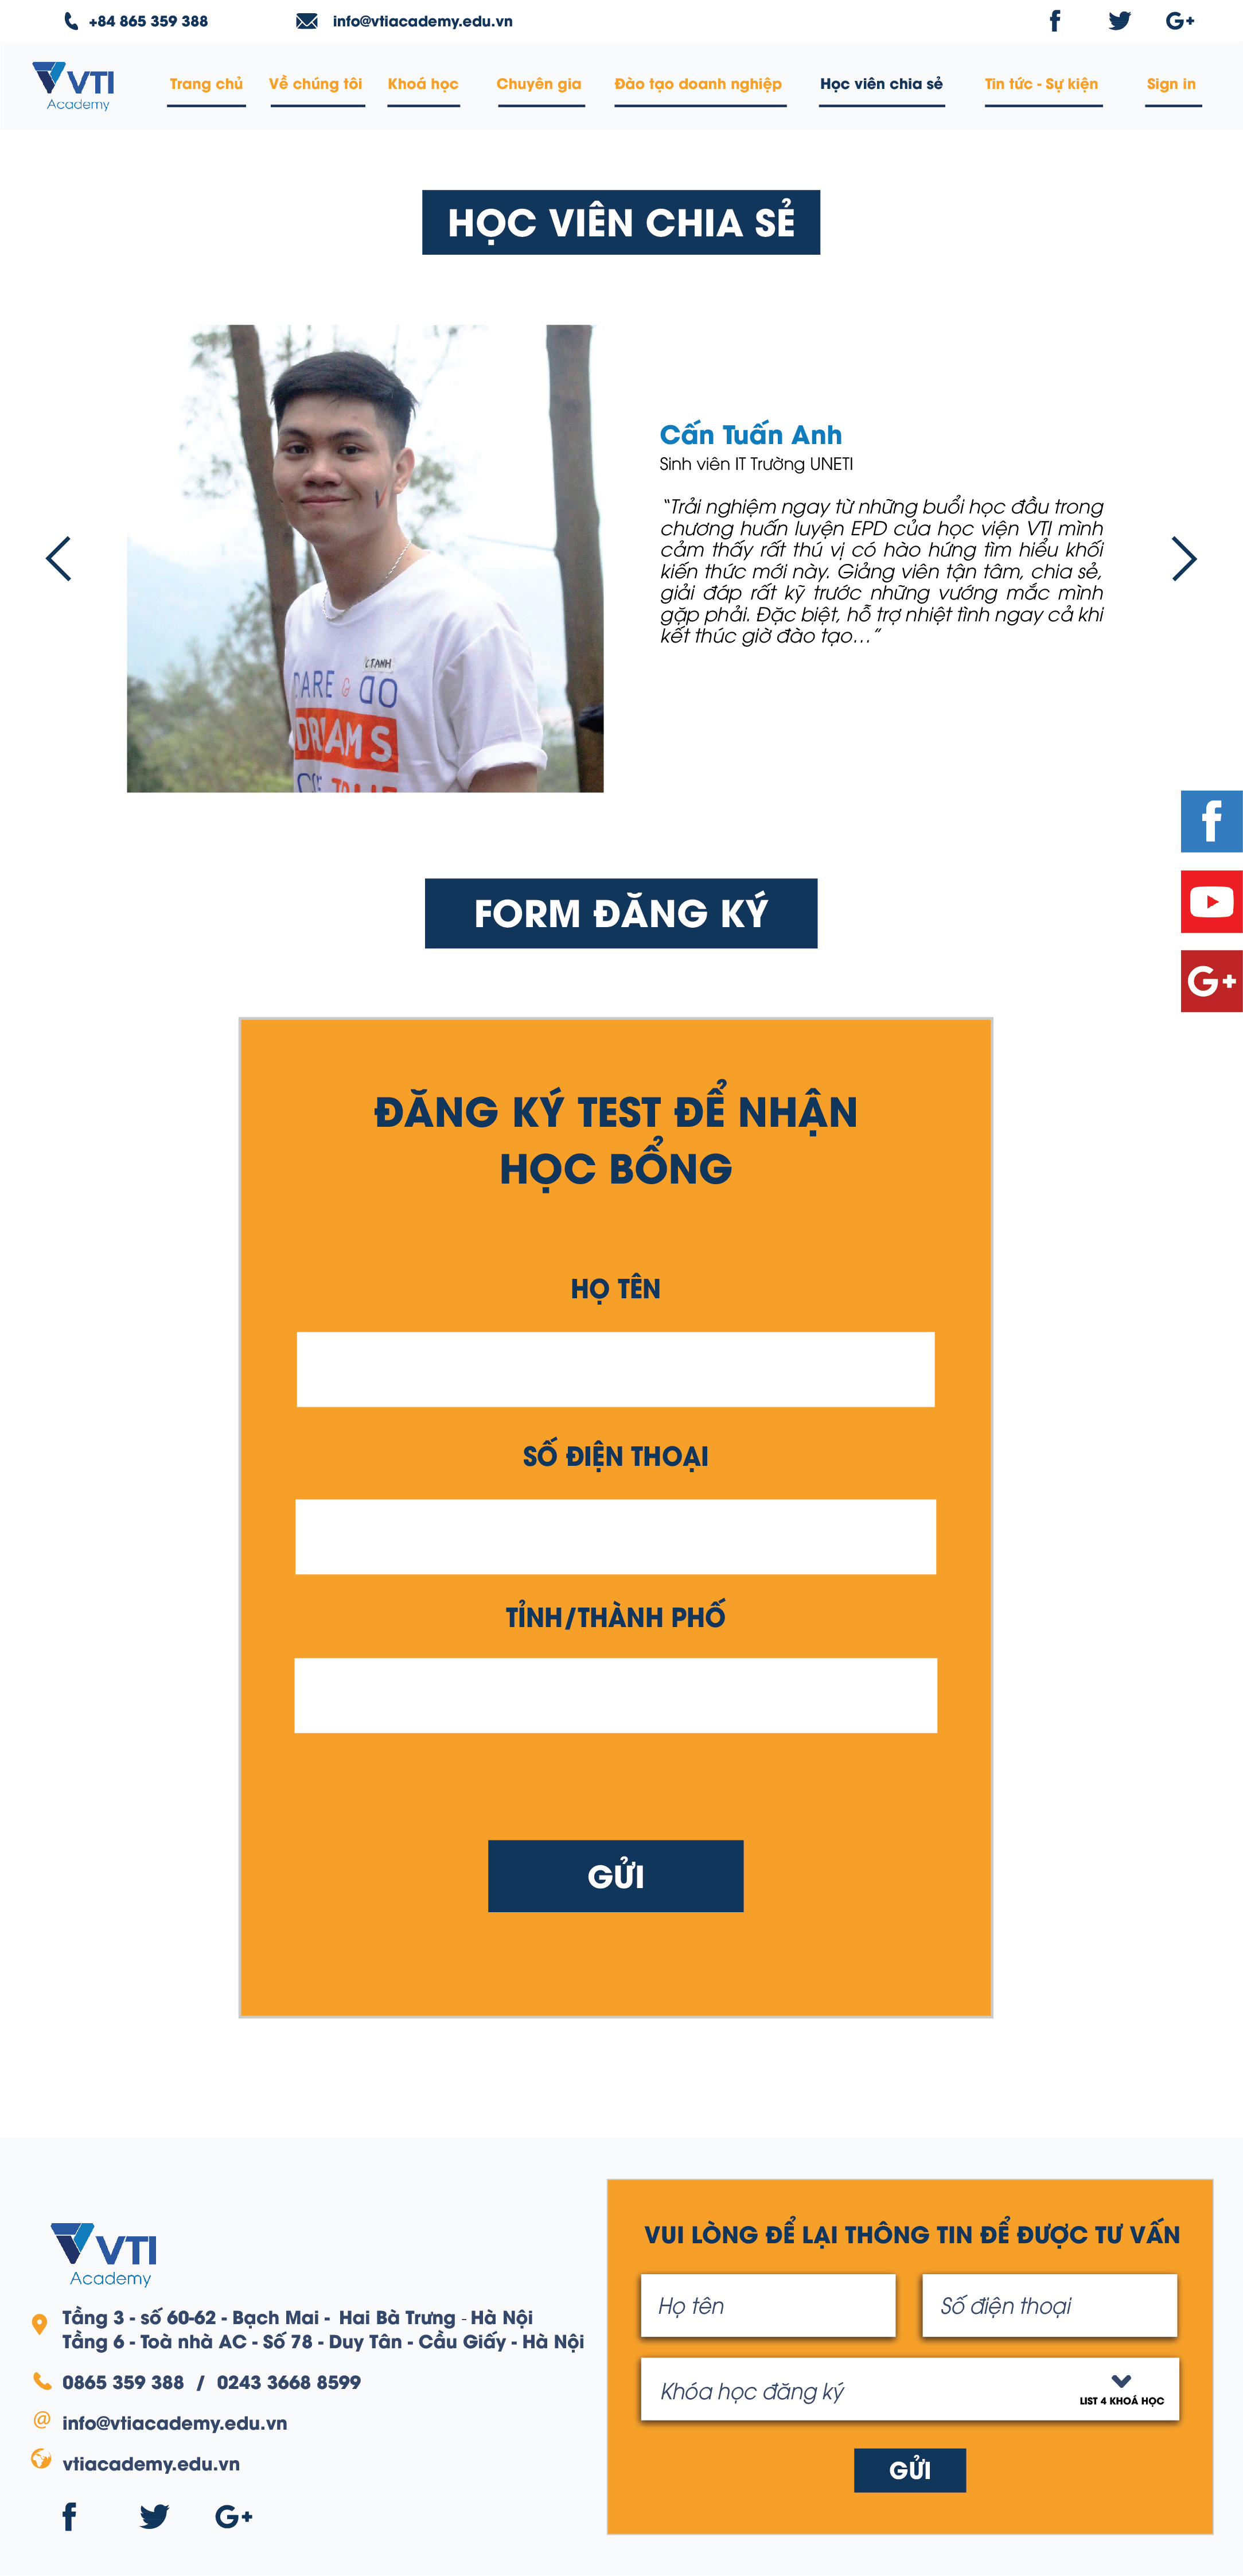 +84 865 359 388
info@vtiacademy.edu.vn
G+
VTI
Academy
Trang chủ
Về chúng tôi
Khoá học
Chuyên gia
Đào tạo doanh nghiệp
Học viên chia sẻ
Tin tức - Sự kiện
Sign in
HỌC VIÊN CHIA SẺ
Cấn Tuấn Anh
Sinh viên IT Trường UNETI
“Trải nghiệm ngay từ những buổi học đầu trong
chương huấn luyện EPD của học viện VTI mình
cảm thấy rất thú vị có hào hứng tìm hiểu khối
kiến thức mới này. Giảng viên tận tâm, chia sẻ,
giải đáp rất kỹ trước những vướng mắc mình
gặp phải. Đặc biệt, hỗ trợ nhiệt tình ngay cả khi
kết thúc giờ đào tạo...”
C.T.ANH
DARE & DO
DREAMS
FORM ĐĂNG KÝ
G+
ĐĂNG KÝ TEST ĐỂ NHẬN
HỌC BỔNG
HỌ TÊN
SỐ ĐIỆN THOẠI
TỈNH/THÀNH PHỐ
GỬI
VTI
Academy
Tầng 3 - số 60-62 - Bạch Mai - Hai Bà Trưng - Hà Nội
Tầng 6 - Toà nhà AC - Số 78 - Duy Tân - Cầu Giấy - Hà Nội
0865 359 388 / 0243 3668 8599
@ info@vtiacademy.edu.vn
vtiacademy.edu.vn
G+
VUI LÒNG ĐỂ LẠI THÔNG TIN ĐỂ ĐƯỢC TƯ VẤN
Họ tên
Số điện thoại
Khóa học đăng ký
LIST 4 KHOÁ HỌC
GỬI